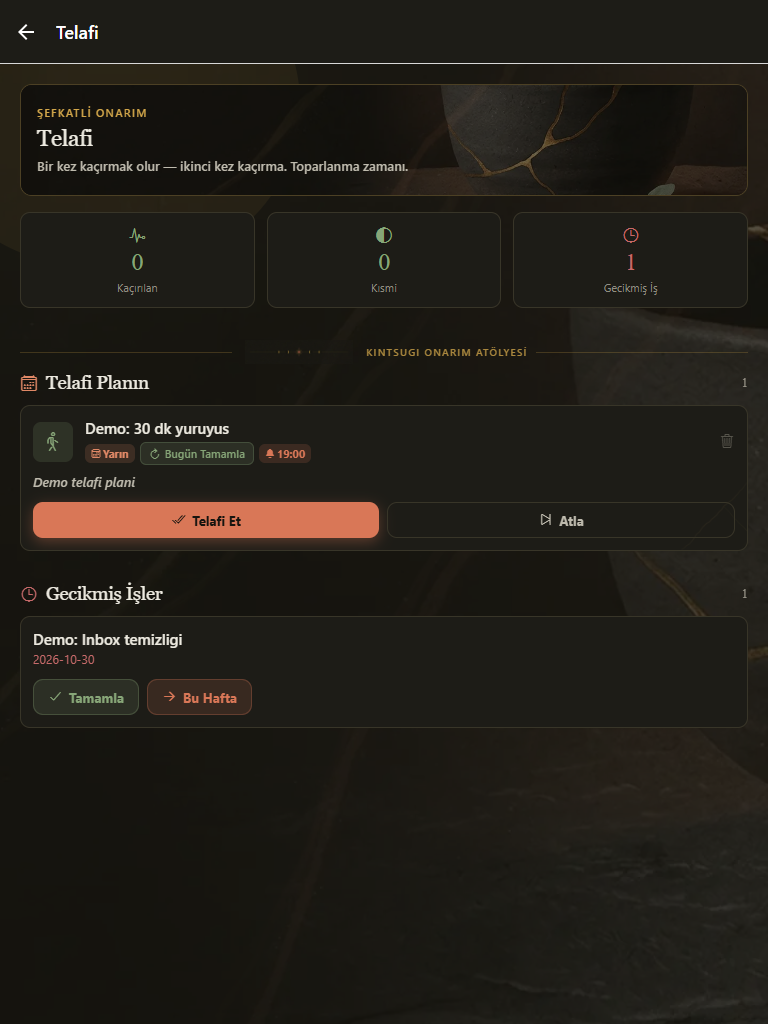 Telafi
ŞEFKATLİ ONARIM
Telafi
Bir kez kaçırmak olur — ikinci kez kaçırma. Toparlanma zamanı.
0
Kaçırılan
0
Kısmi
1
Gecikmiş İş
KINTSUGI ONARIM ATÖLYESİ
Telafi Planın
1
Demo: 30 dk yuruyus
Yarın
Bugün Tamamla
19:00
Demo telafi plani
Telafi Et
Atla
Gecikmiş İşler
1
Demo: Inbox temizligi
2026-10-30
Tamamla
Bu Hafta